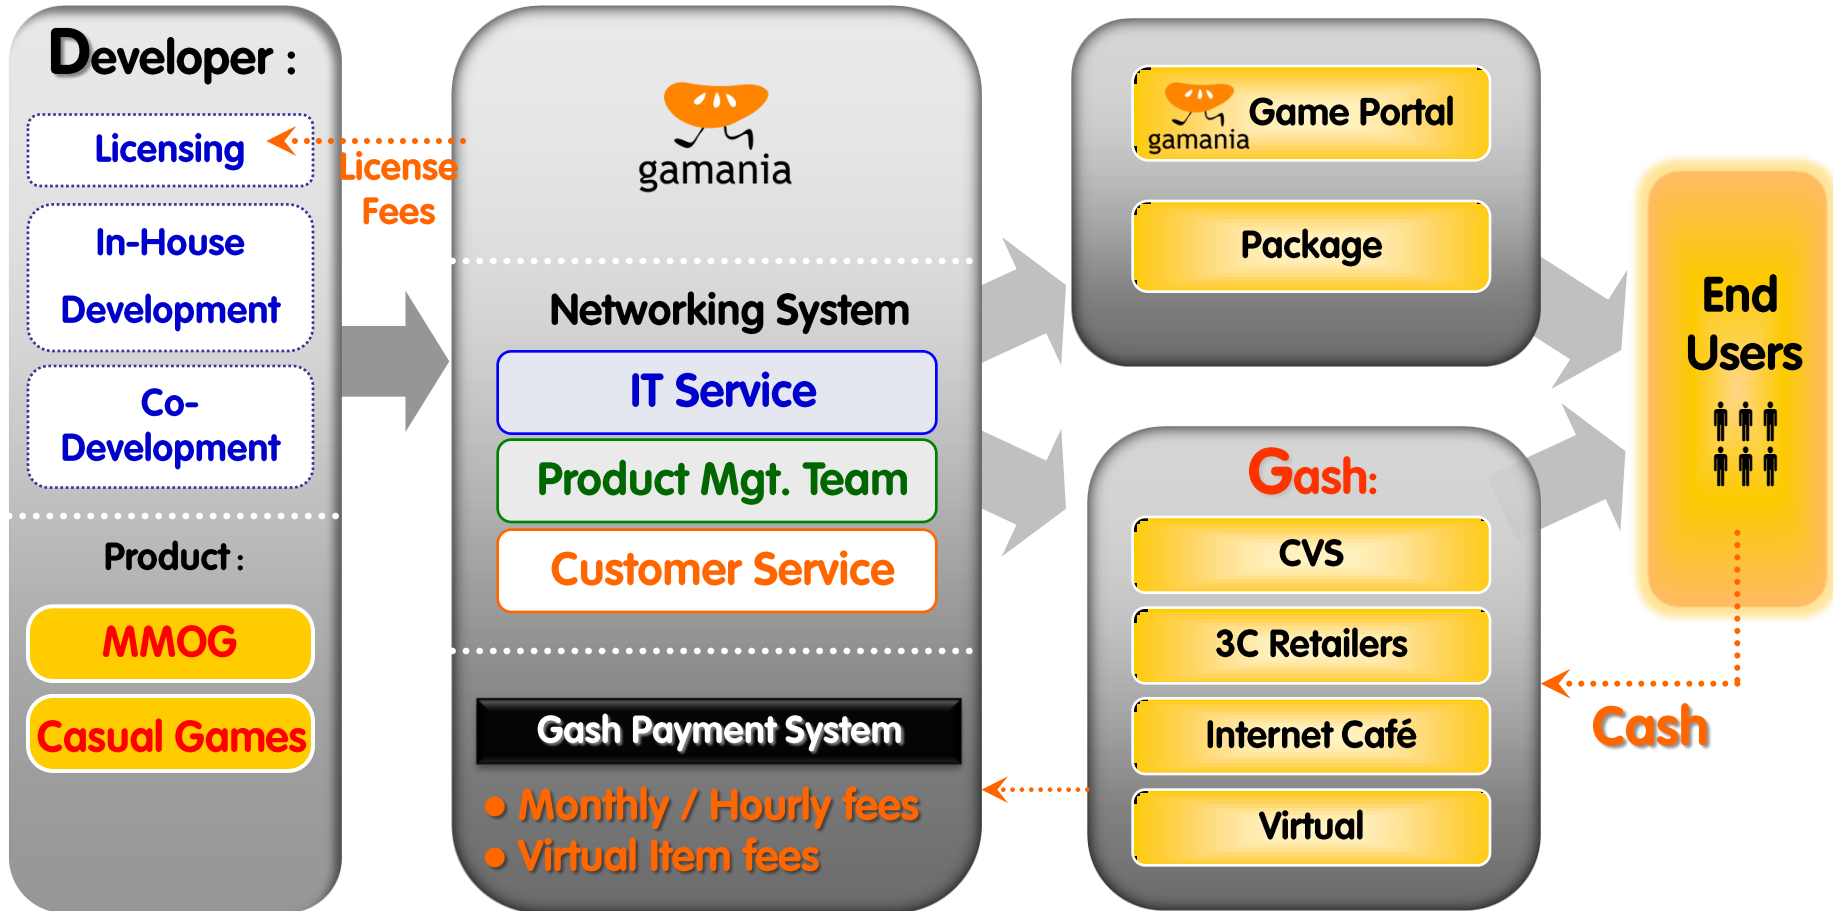 Developer :
Licensing
In-House
Development
Co-
Development
Product :
MMOG
Casual Games
License
Fees
gamania
Networking System
IT Service
Product Mgt. Team
Customer Service
Gash Payment System
● Monthly / Hourly fees
● Virtual Item fees
gamania Game Portal
Package
Gash:
CVS
3C Retailers
Internet Café
Virtual
End
Users
Cash